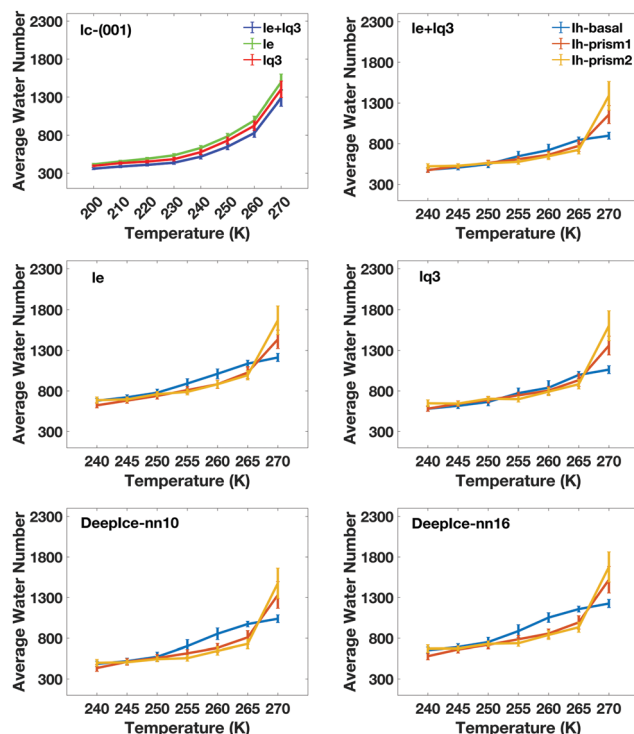 Ic-(001)
Ie+Iq3
Ie
Iq3
Average Water Number
2300
1800
1300
800
300
200 210 220 230 240 250 260 270
Temperature (K)
Ie+Iq3
Ih-basal
Ih-prism1
Ih-prism2
Average Water Number
2300
1800
1300
800
300
240 245 250 255 260 265 270
Temperature (K)
Ie
Average Water Number
2300
1800
1300
800
300
240 245 250 255 260 265 270
Temperature (K)
Iq3
Average Water Number
2300
1800
1300
800
300
240 245 250 255 260 265 270
Temperature (K)
DeepIce-nn10
Average Water Number
2300
1800
1300
800
300
240 245 250 255 260 265 270
Temperature (K)
DeepIce-nn16
Average Water Number
2300
1800
1300
800
300
240 245 250 255 260 265 270
Temperature (K)